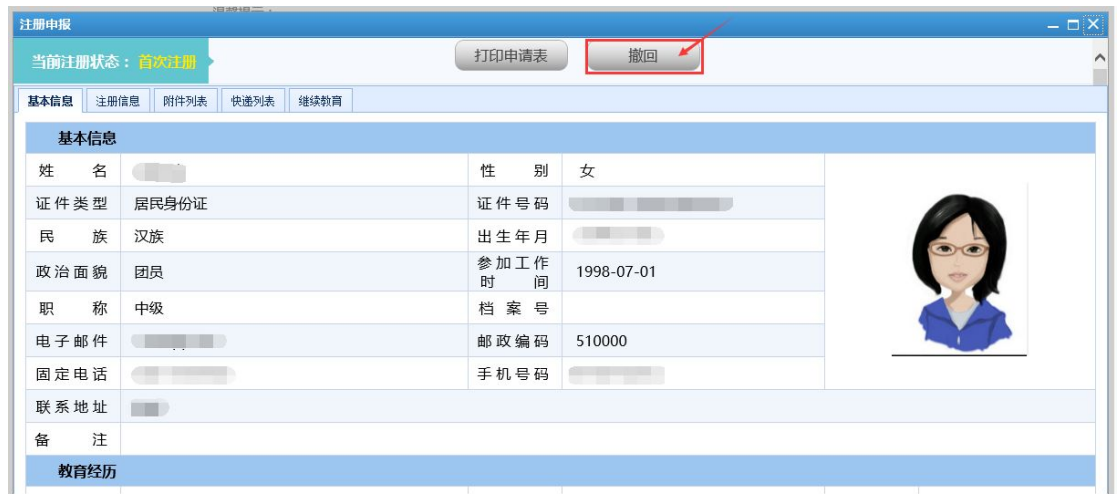 温馨提示：
注册申报
当前注册状态：首次注册
打印申请表 撤回
基本信息 注册信息 附件列表 快递列表 继续教育
基本信息
姓 名 性 别 女
证件类型 居民身份证 证件号码
民 族 汉族 出生年月
政治面貌 团员 参加工作时 间 1998-07-01
职 称 中级 档 案 号
电子邮件 邮政编码 510000
固定电话 手机号码
联系地址
备 注
教育经历